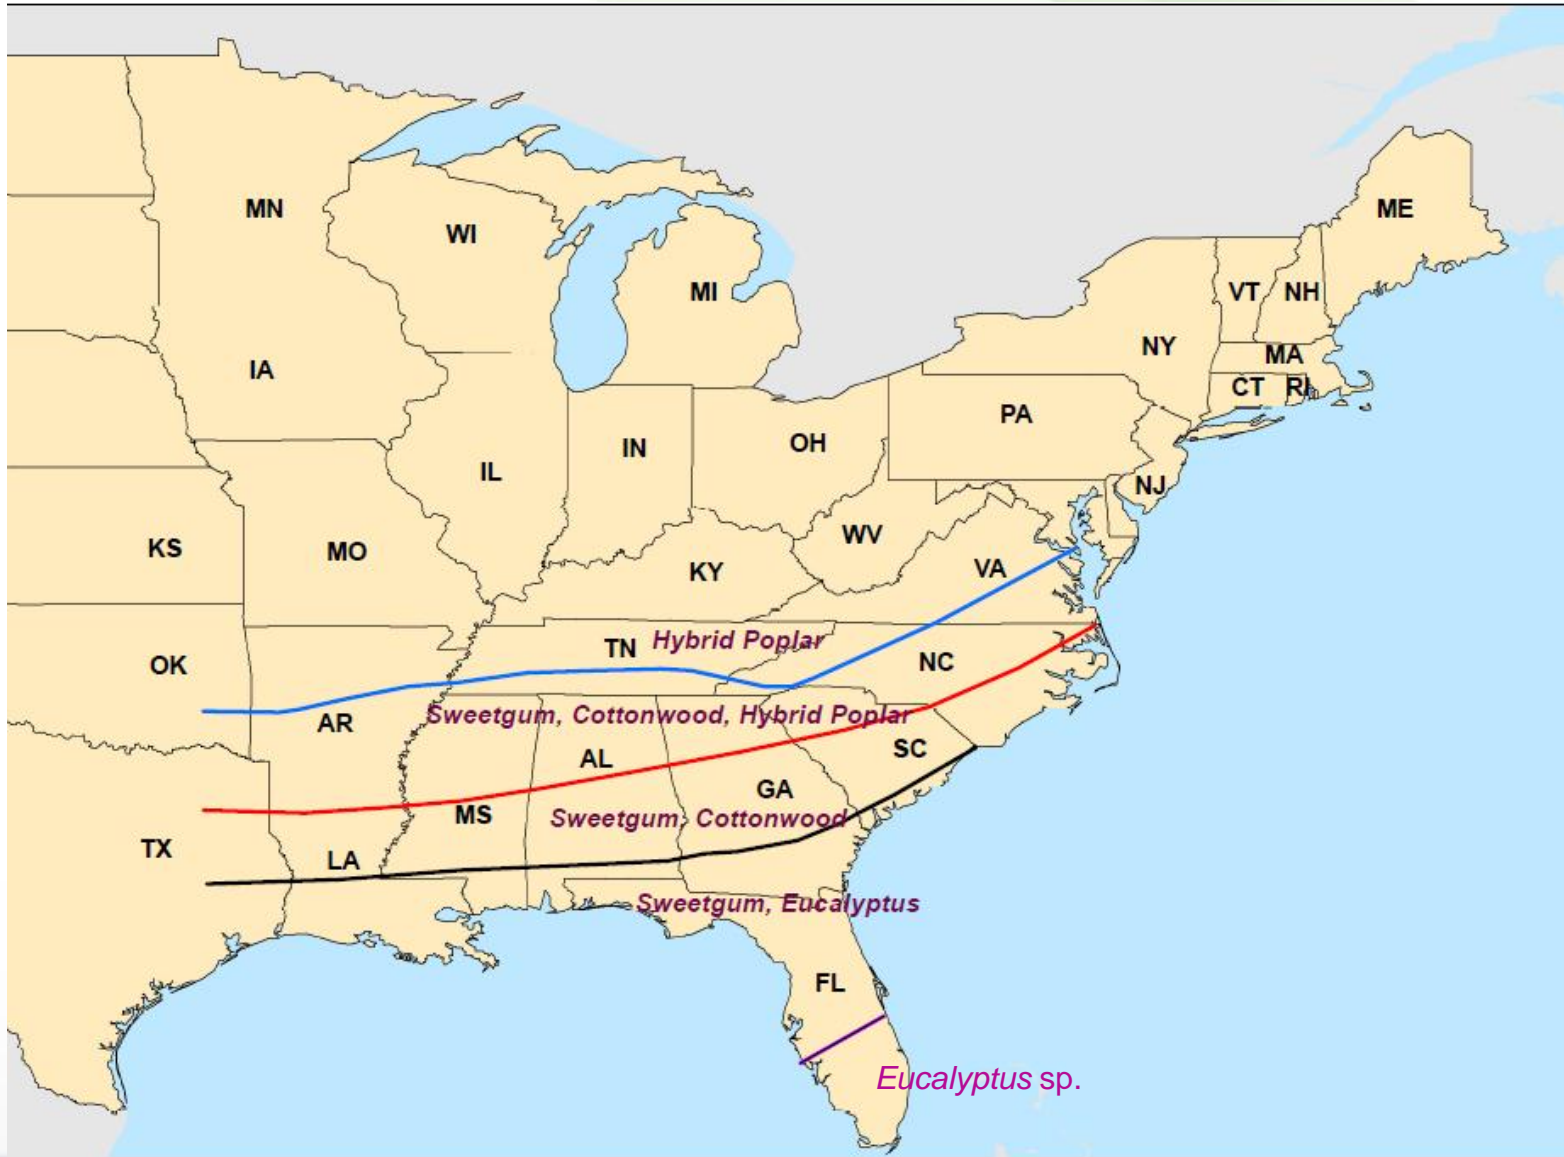 ME
MN
WI
MI
VT
NH
NY
MA
IA
CT
RI
PA
OH
IN
IL
NJ
WV
KS
MO
VA
KY
TN
Hybrid Poplar
NC
OK
AR
Sweetgum, Cottonwood, Hybrid Poplar
SC
AL
GA
MS
Sweetgum, Cottonwood
TX
LA
Sweetgum, Eucalyptus
FL
Eucalyptus sp.